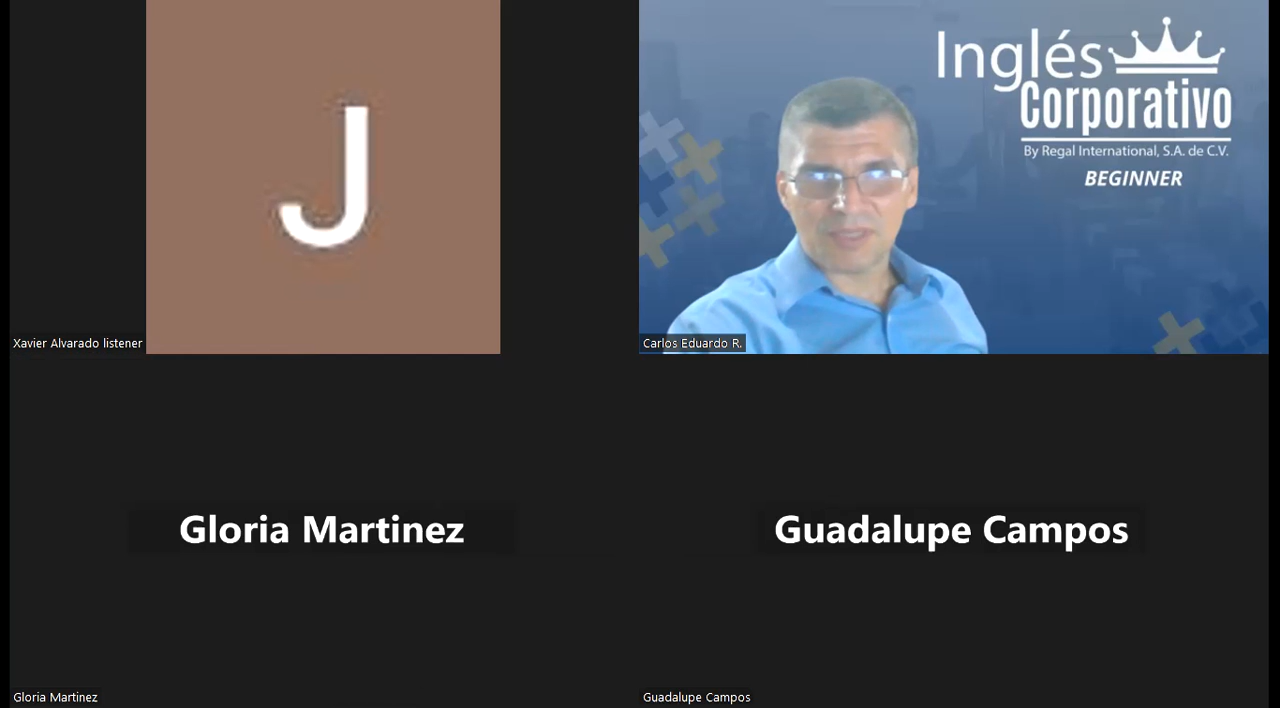 J
Inglés
Corporativo
By Regal International, S.A. de C.V.
BEGINNER
Xavier Alvarado listener
Carlos Eduardo R.
Gloria Martinez
Guadalupe Campos
Gloria Martinez
Guadalupe Campos